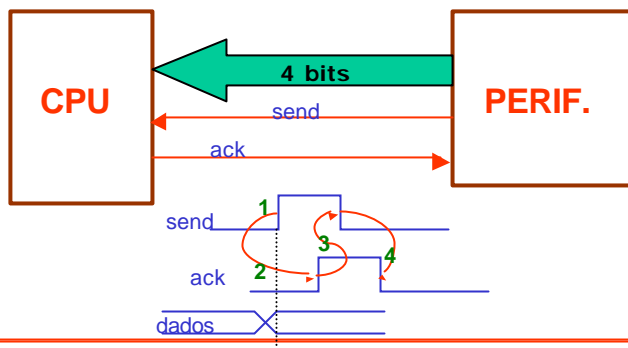 4 bits
CPU
PERIF.
send
ack
1
send
3
4
2
ack
dados